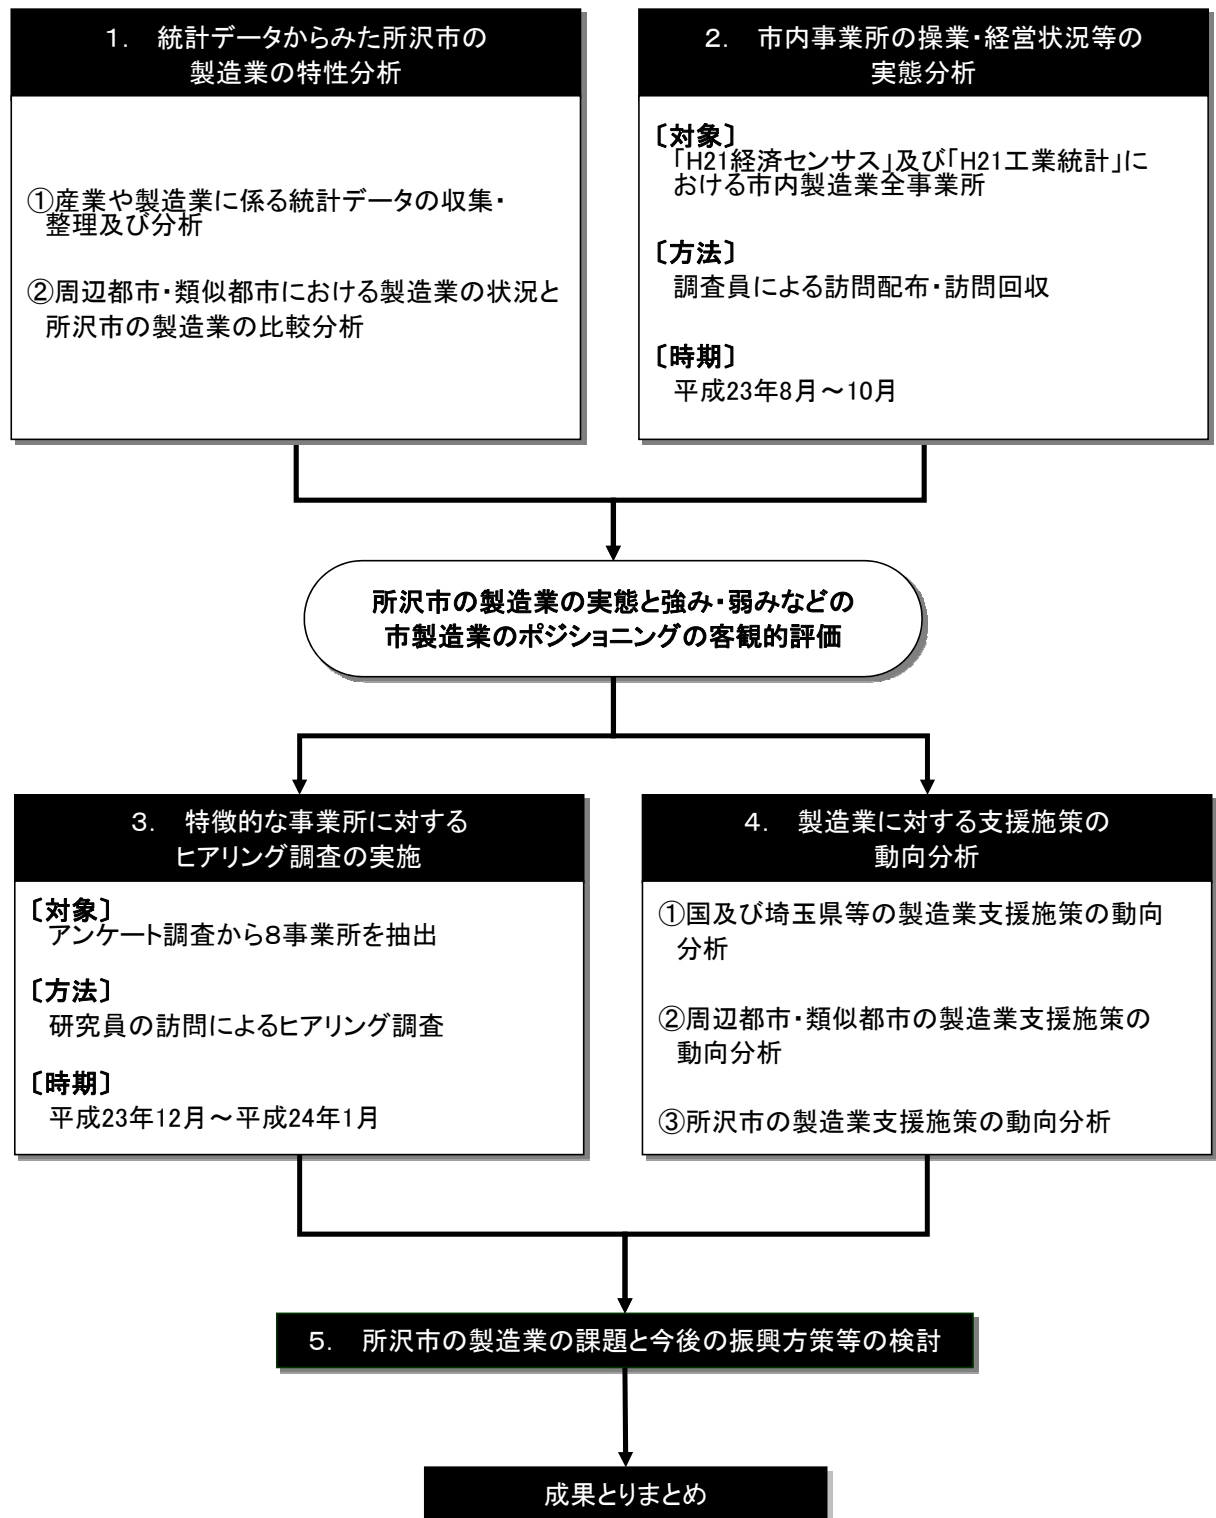 １． 統計データからみた所沢市の
製造業の特性分析
①産業や製造業に係る統計データの収集・
整理及び分析
②周辺都市・類似都市における製造業の状況と
所沢市の製造業の比較分析
２． 市内事業所の操業・経営状況等の
実態分析
〔対象〕
「H21経済センサス」及び「H21工業統計」に
おける市内製造業全事業所
〔方法〕
調査員による訪問配布・訪問回収
〔時期〕
平成23年8月～10月
所沢市の製造業の実態と強み・弱みなどの
市製造業のポジショニングの客観的評価
３． 特徴的な事業所に対する
ヒアリング調査の実施
〔対象〕
アンケート調査から８事業所を抽出
〔方法〕
研究員の訪問によるヒアリング調査
〔時期〕
平成23年12月～平成24年1月
４． 製造業に対する支援施策の
動向分析
①国及び埼玉県等の製造業支援施策の動向
分析
②周辺都市・類似都市の製造業支援施策の
動向分析
③所沢市の製造業支援施策の動向分析
５． 所沢市の製造業の課題と今後の振興方策等の検討
成果とりまとめ